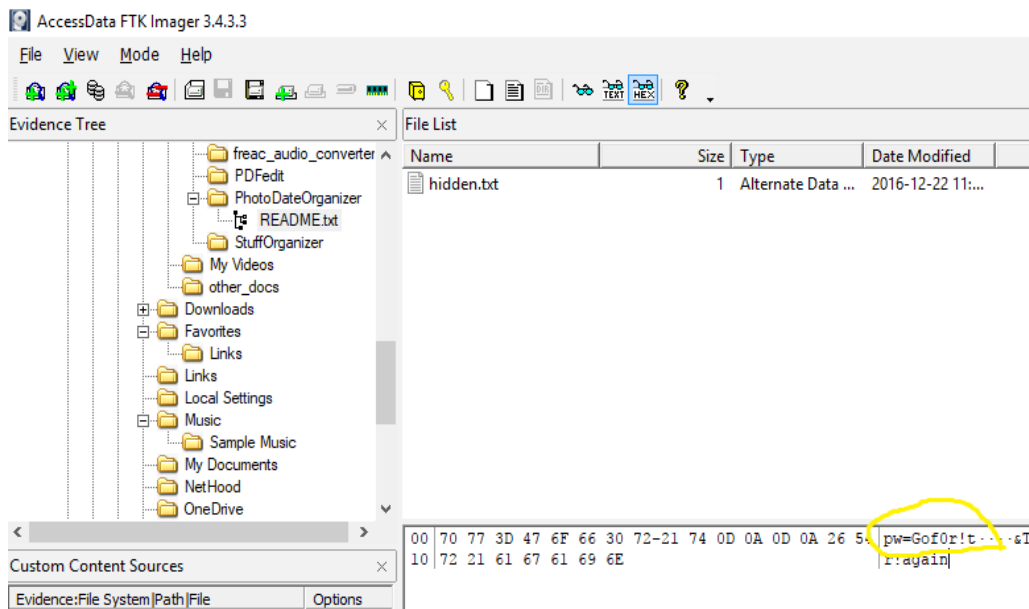 AccessData FTK Imager 3.4.3.3
File View Mode Help
Evidence Tree
File List
freac_audio_converter
PDFedit
PhotoDateOrganizer
README.txt
StuffOrganizer
My Videos
other_docs
Downloads
Favorites
Links
Links
Local Settings
Music
Sample Music
My Documents
NetHood
OneDrive
Name Size Type Date Modified
hidden.txt 1 Alternate Data ... 2016-12-22 11:...
00 70 77 3D 47 6F 66 30 72-21 74 0D 0A 0D 0A 26 54 pw=Gof0r!t····&T
10 72 21 61 67 61 69 6E r!again
Custom Content Sources
Evidence:File System|Path|File Options